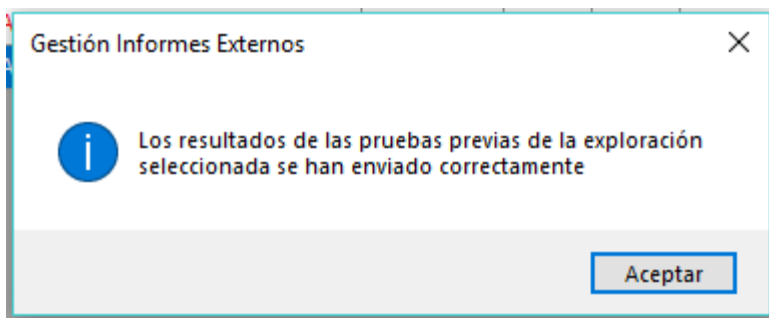 Gestión Informes Externos
Los resultados de las pruebas previas de la exploración
seleccionada se han enviado correctamente
Aceptar